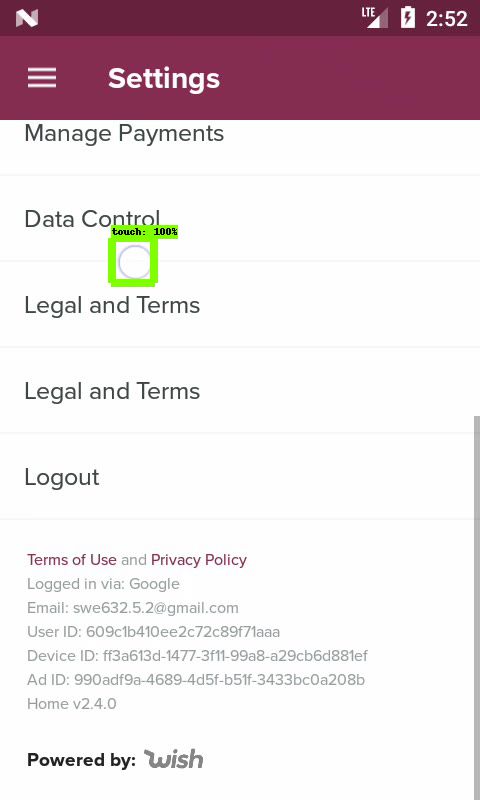 LTE 2:52
Settings
Manage Payments
Data Control
touch: 100%
Legal and Terms
Legal and Terms
Logout
Terms of Use and Privacy Policy
Logged in via: Google
Email: swe632.5.2@gmail.com
User ID: 609c1b410ee2c72c89f71aaa
Device ID: ff3a613d-1477-3f11-99a8-a29cb6d881ef
Ad ID: 990adf9a-4689-4d5f-b51f-3433bc0a208b
Home v2.4.0
Powered by: wish